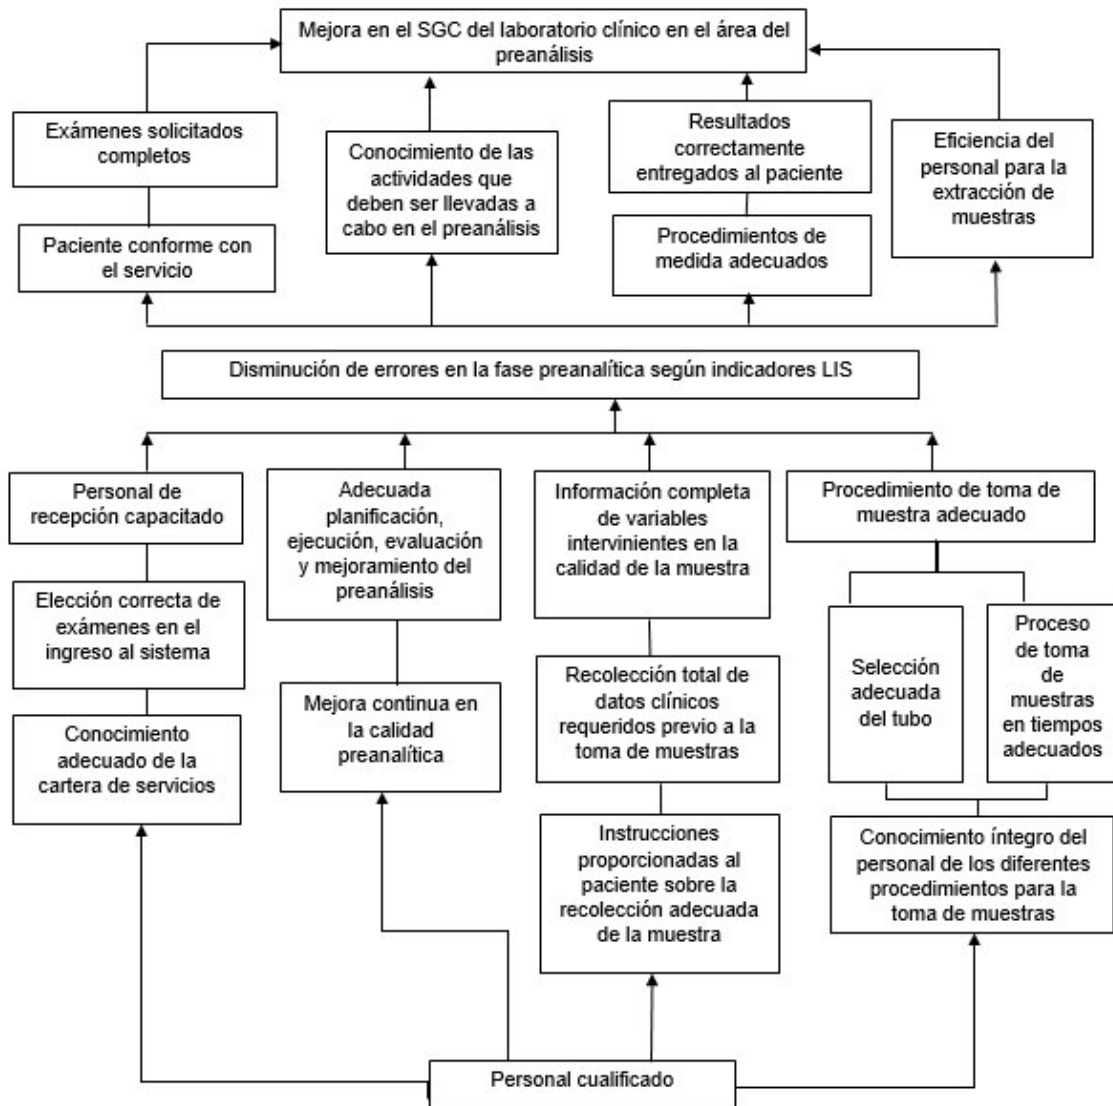 Mejora en el SGC del laboratorio clínico en el área del
preanálisis
Exámenes solicitados
completos
Conocimiento de las
actividades que
deben ser llevadas a
cabo en el preanálisis
Resultados
correctamente
entregados al paciente
Eficiencia del
personal para la
extracción de
muestras
Paciente conforme con
el servicio
Procedimientos de
medida adecuados
Disminución de errores en la fase preanalítica según indicadores LIS
Personal de
recepción capacitado
Adecuada
planificación,
ejecución, evaluación
y mejoramiento del
preanálisis
Información completa
de variables
intervinientes en la
calidad de la muestra
Procedimiento de toma de
muestra adecuado
Elección correcta de
exámenes en el
ingreso al sistema
Mejora continua en
la calidad
preanalítica
Recolección total de
datos clínicos
requeridos previo a la
toma de muestras
Selección
adecuada
del tubo
Proceso
de toma
de
muestras
en tiempos
adecuados
Conocimiento
adecuado de la
cartera de servicios
Instrucciones
proporcionadas al
paciente sobre la
recolección adecuada
de la muestra
Conocimiento íntegro del
personal de los diferentes
procedimientos para la
toma de muestras
Personal cualificado